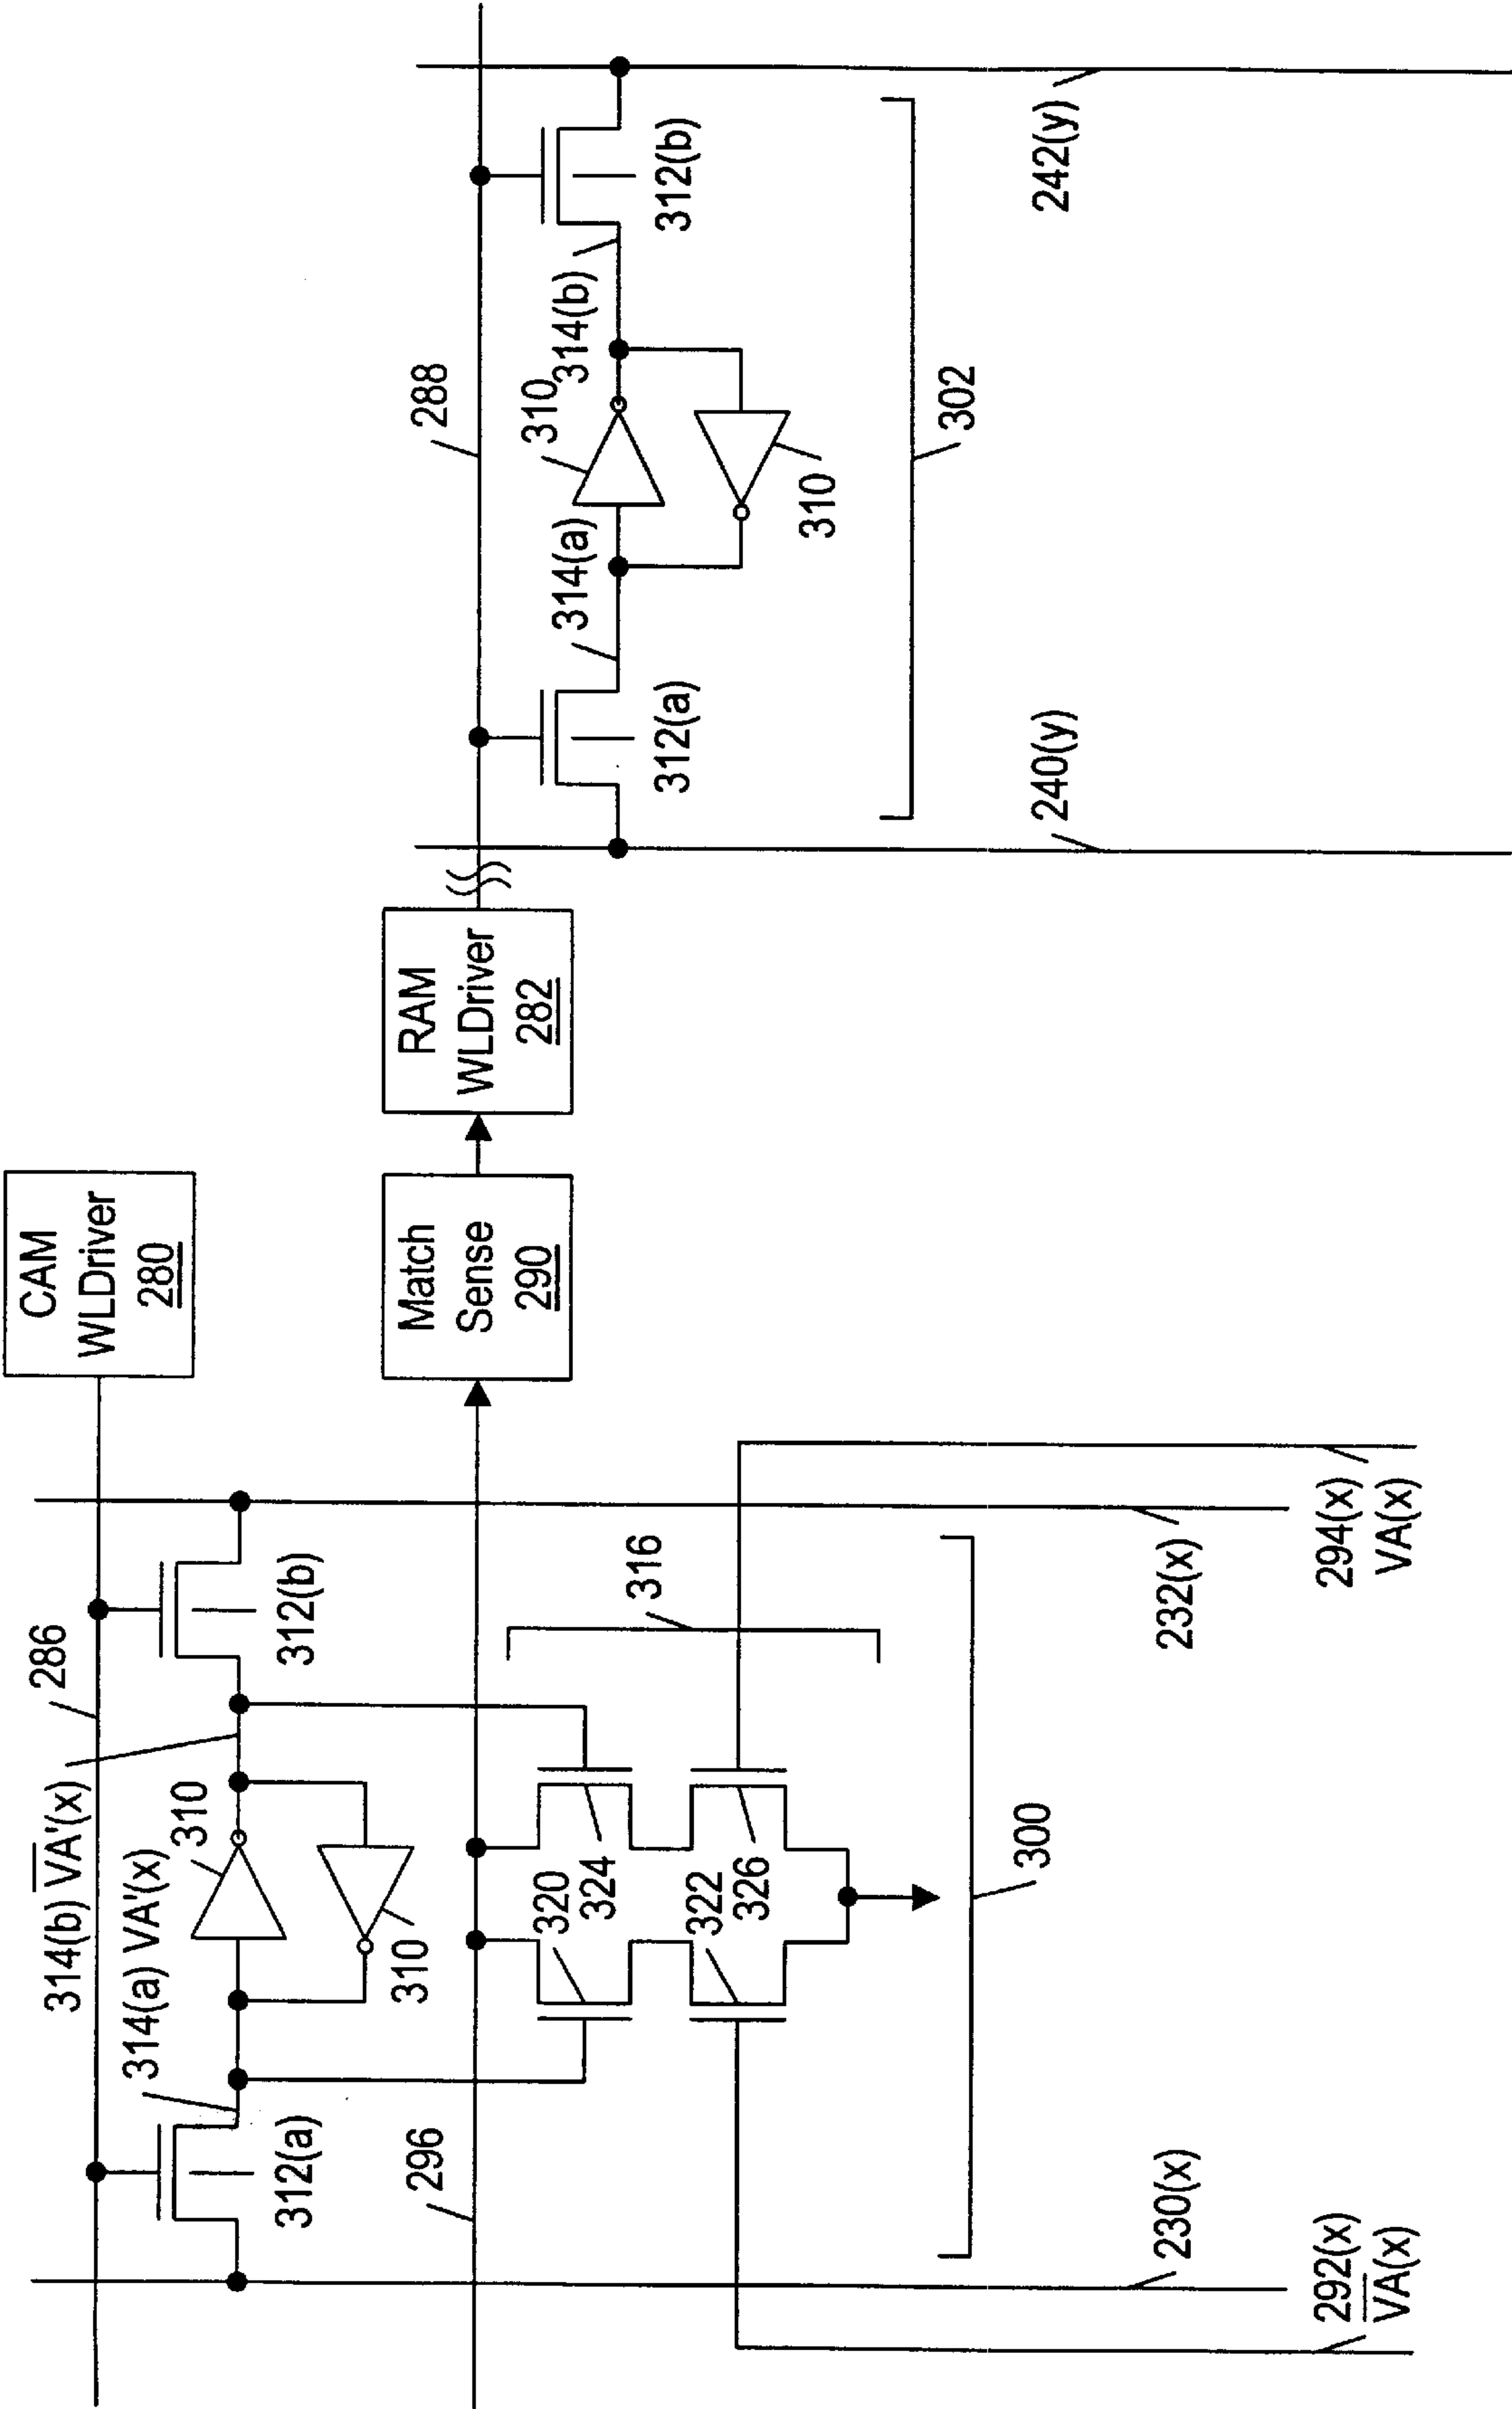 CAM
WLDriver
280
286
314(b) V̅A̅'(x)
314(a) VA'(x)
310
310
312(a)
312(b)
296
Match
Sense
290
RAM
WLDriver
282
288
320
324
322
326
316
300
230(x)
232(x)
292(x)
V̅A̅(x)
294(x)
VA(x)
312(a)
314(a)
310
314(b)
312(b)
310
302
240(y)
242(y)